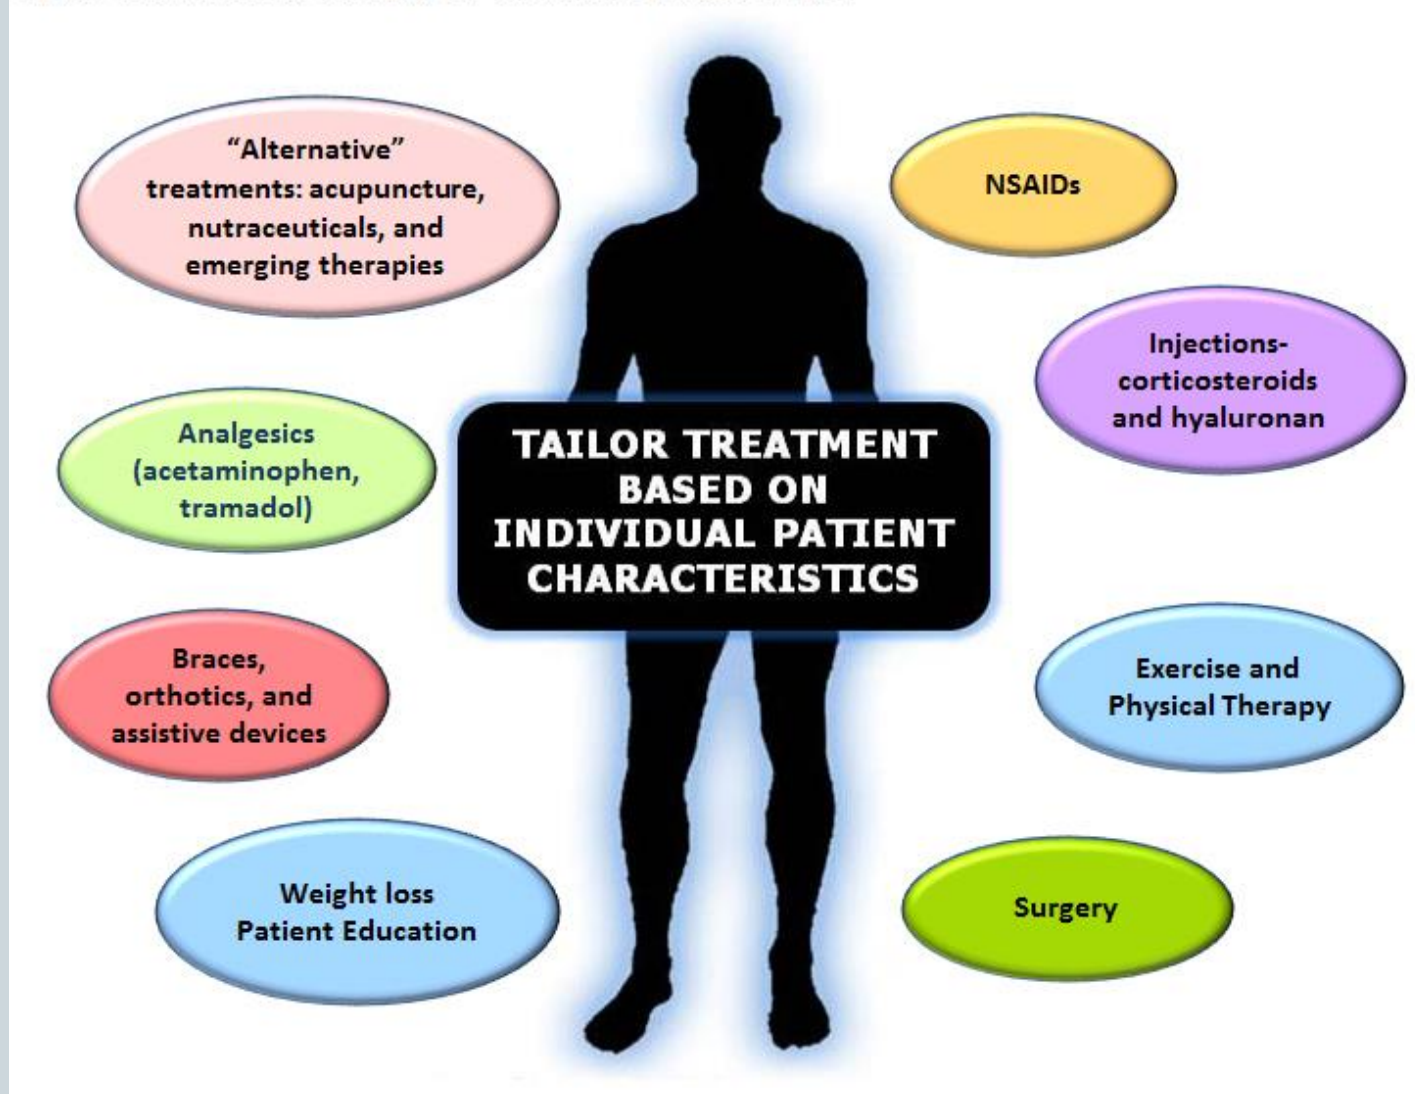 “Alternative”
treatments: acupuncture,
nutraceuticals, and
emerging therapies
NSAIDs
Injections-
corticosteroids
and hyaluronan
Analgesics
(acetaminophen,
tramadol)
TAILOR TREATMENT
BASED ON
INDIVIDUAL PATIENT
CHARACTERISTICS
Braces,
orthotics, and
assistive devices
Exercise and
Physical Therapy
Weight loss
Patient Education
Surgery